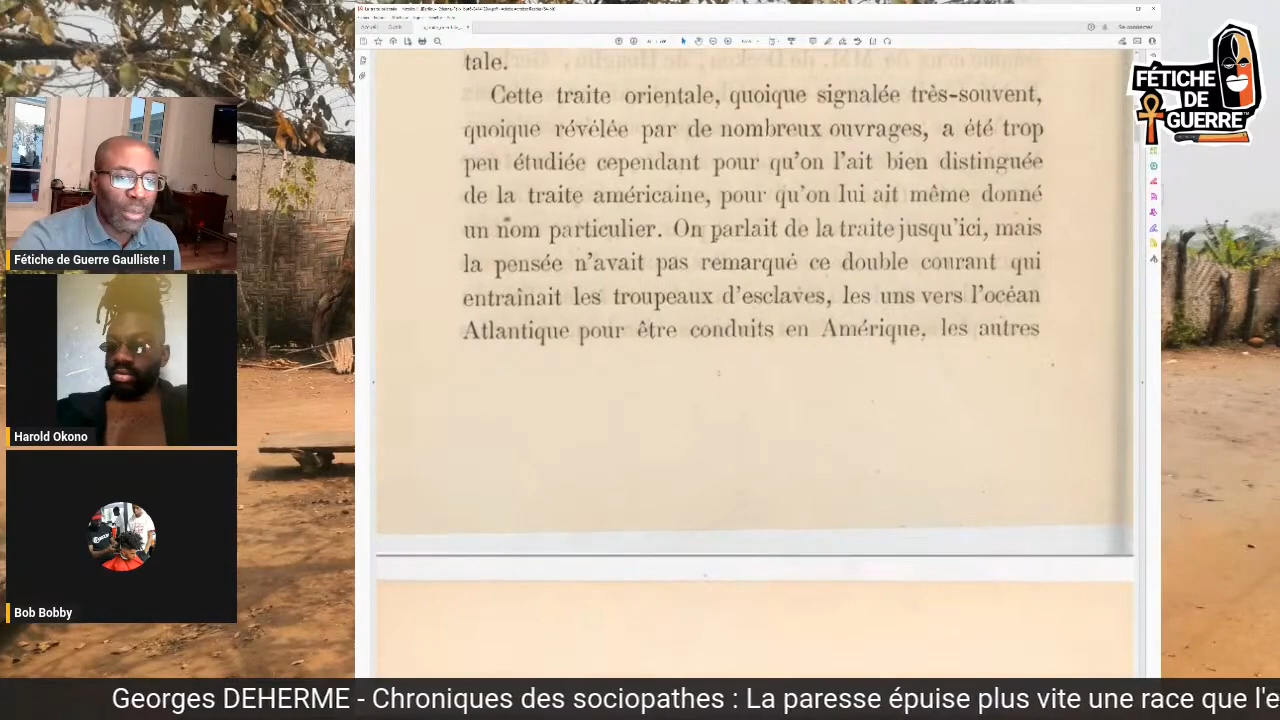 tale.
Cette traite orientale, quoique signalée très-souvent,
quoique révélée par de nombreux ouvrages, a été trop
peu étudiée cependant pour qu'on l'ait bien distinguée
de la traite américaine, pour qu'on lui ait même donné
un nom particulier. On parlait de la traite jusqu'ici, mais
la pensée n'avait pas remarqué ce double courant qui
entraînait les troupeaux d'esclaves, les uns vers l'océan
Atlantique pour être conduits en Amérique, les autres
FÉTICHE
DE
GUERRE
Fétiche de Guerre Gaulliste !
Harold Okono
Bob Bobby
Se connecter
Georges DEHERME - Chroniques des sociopathes : La paresse épuise plus vite une race que l'e